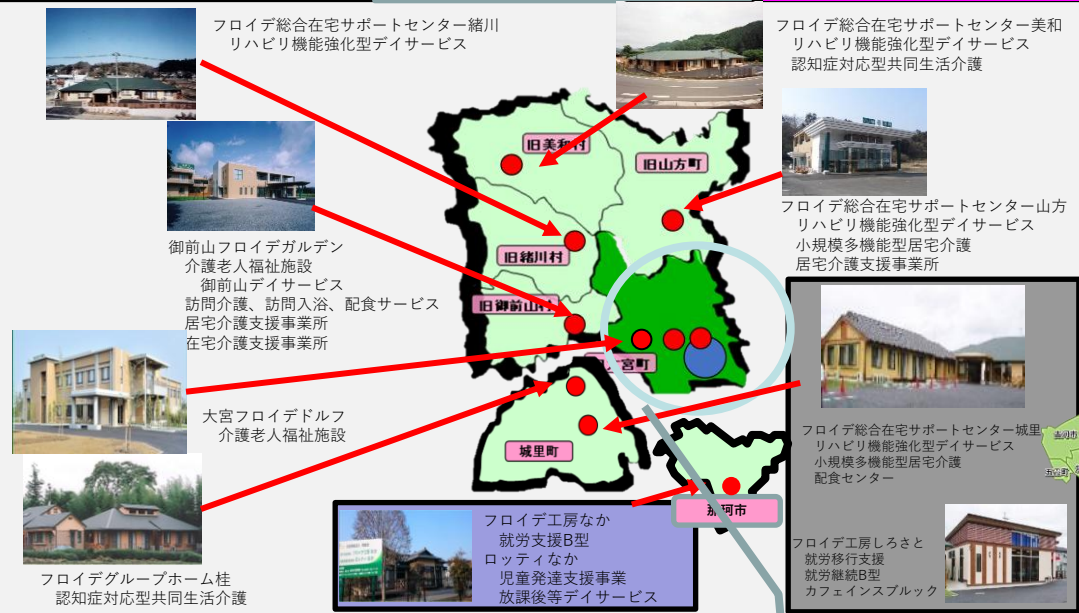 フロイデ総合在宅サポートセンター緒川
リハビリ機能強化型デイサービス
フロイデ総合在宅サポートセンター美和
リハビリ機能強化型デイサービス
認知症対応型共同生活介護
旧美和村
旧山方町
フロイデ総合在宅サポートセンター山方
リハビリ機能強化型デイサービス
小規模多機能型居宅介護
居宅介護支援事業所
御前山フロイデガルデン
介護老人福祉施設
御前山デイサービス
訪問介護、訪問入浴、配食サービス
居宅介護支援事業所
在宅介護支援事業所
旧緒川村
旧御前山村
宮町
大宮フロイデドルフ
介護老人福祉施設
城里町
フロイデ総合在宅サポートセンター城里
リハビリ機能強化型デイサービス
小規模多機能型居宅介護
配食センター
那珂市
フロイデ工房なか
就労支援B型
ロッティなか
児童発達支援事業
放課後等デイサービス
フロイデ工房しろさと
就労移行支援
就労継続B型
カフェインスブルック
フロイデグループホーム桂
認知症対応型共同生活介護